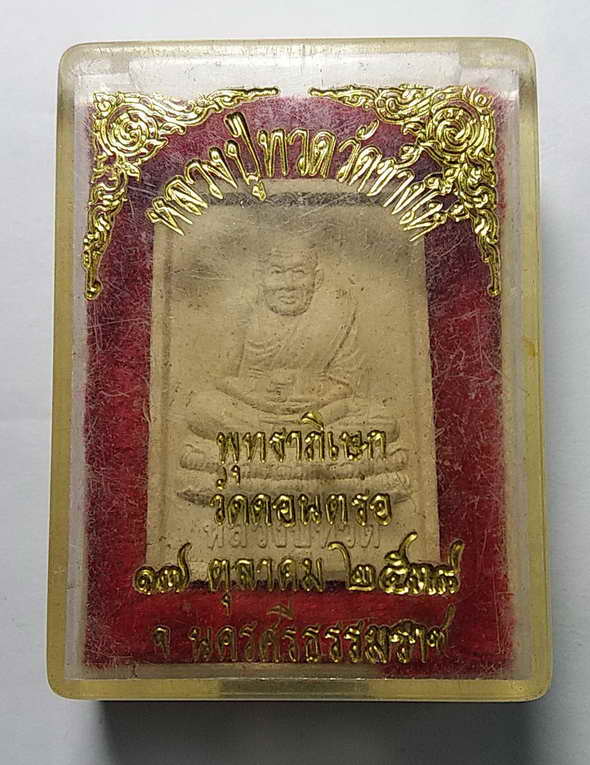 หลวงปู่ทวด วัดช้างให้
พุทธาภิเษก
วัดดอนตรอ
๑๗ ตุลาคม ๒๕๓๗
จ นครศรีธรรมราช
หลวงปู่ทวด